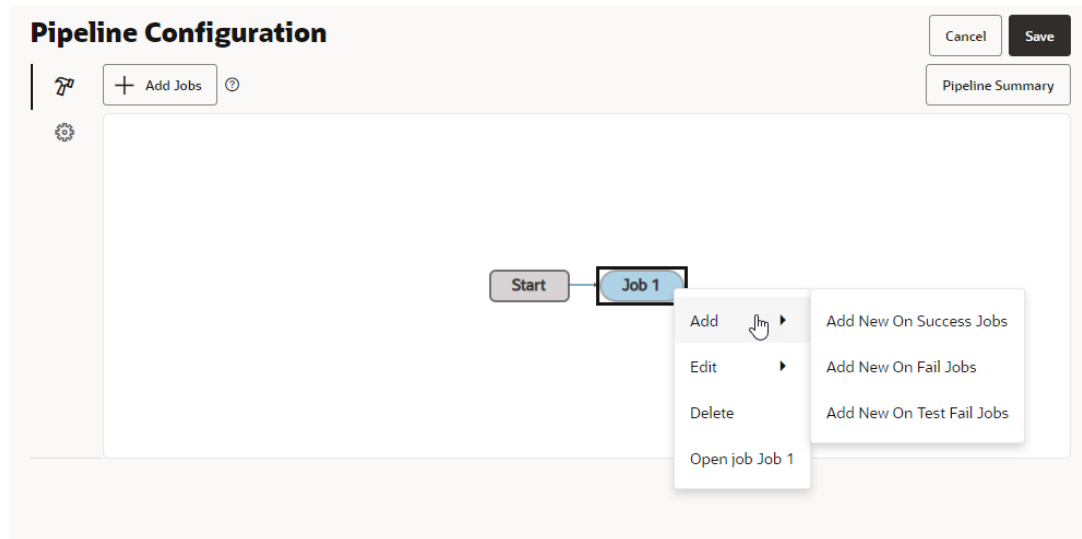 Pipeline Configuration
Cancel
Save
Add Jobs
Pipeline Summary
Start
Job 1
Add
Edit
Delete
Open job Job 1
Add New On Success Jobs
Add New On Fail Jobs
Add New On Test Fail Jobs